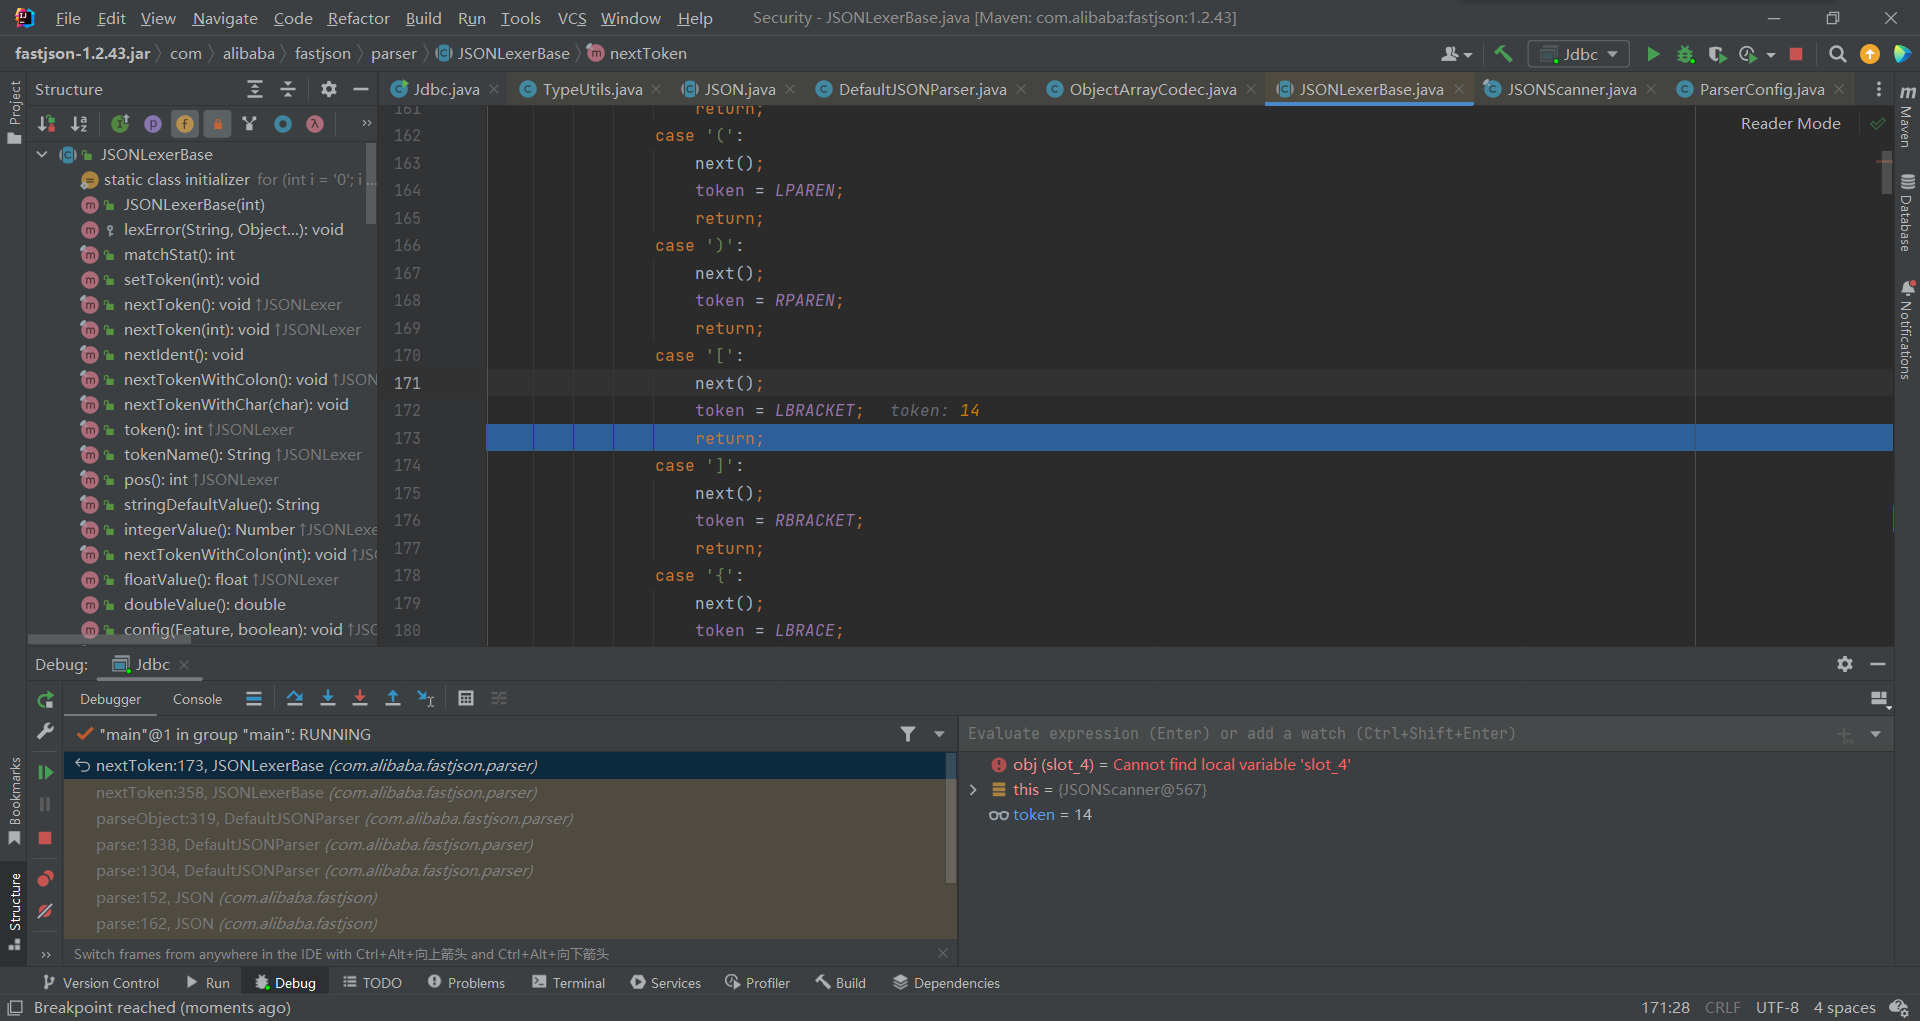 File Edit View Navigate Code Refactor Build Run Tools VCS Window Help Security - JSONLexerBase.java [Maven: com.alibaba:fastjson:1.2.43]
fastjson-1.2.43.jar com alibaba fastjson parser JSONLexerBase nextToken Jdbc
Structure Jdbc.java TypeUtils.java JSON.java DefaultJSONParser.java ObjectArrayCodec.java JSONLexerBase.java JSONScanner.java ParserConfig.java
Project
Maven
Database
Notifications
Reader Mode
JSONLexerBase
static class initializer for (int i = '0'; i ...
JSONLexerBase(int)
lexError(String, Object...): void
matchStat(): int
setToken(int): void
nextToken(): void ↑JSONLexer
nextToken(int): void ↑JSONLexer
nextIdent(): void
nextTokenWithColon(): void ↑JSON
nextTokenWithChar(char): void
token(): int ↑JSONLexer
tokenName(): String ↑JSONLexer
pos(): int ↑JSONLexer
stringDefaultValue(): String
integerValue(): Number ↑JSONLexe
nextTokenWithColon(int): void ↑JS
floatValue(): float ↑JSONLexer
doubleValue(): double
config(Feature, boolean): void ↑JSO
161 return;
162 case '(':
163 next();
164 token = LPAREN;
165 return;
166 case ')':
167 next();
168 token = RPAREN;
169 return;
170 case '[':
171 next();
172 token = LBRACKET; token: 14
173 return;
174 case ']':
175 next();
176 token = RBRACKET;
177 return;
178 case '{':
179 next();
180 token = LBRACE;
Debug: Jdbc
Debugger Console
"main"@1 in group "main": RUNNING
nextToken:173, JSONLexerBase (com.alibaba.fastjson.parser)
nextToken:358, JSONLexerBase (com.alibaba.fastjson.parser)
parseObject:319, DefaultJSONParser (com.alibaba.fastjson.parser)
parse:1338, DefaultJSONParser (com.alibaba.fastjson.parser)
parse:1304, DefaultJSONParser (com.alibaba.fastjson.parser)
parse:152, JSON (com.alibaba.fastjson)
parse:162, JSON (com.alibaba.fastjson)
Switch frames from anywhere in the IDE with Ctrl+Alt+向上箭头 and Ctrl+Alt+向下箭头
Evaluate expression (Enter) or add a watch (Ctrl+Shift+Enter)
obj (slot_4) = Cannot find local variable 'slot_4'
this = {JSONScanner@567}
token = 14
Bookmarks
Structure
Version Control Run Debug TODO Problems Terminal Services Profiler Build Dependencies
Breakpoint reached (moments ago) 171:28 CRLF UTF-8 4 spaces